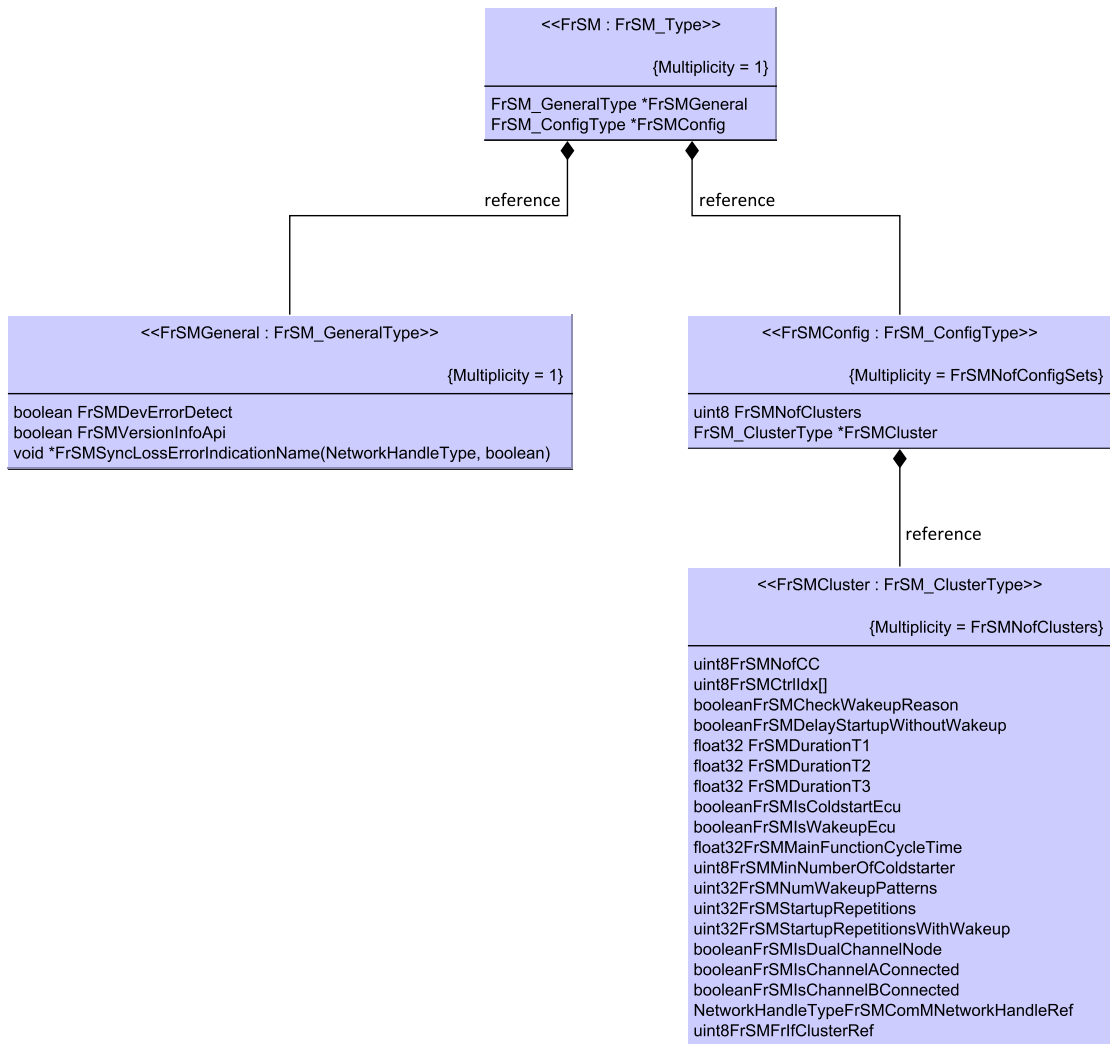 <<FrSM : FrSM_Type>>
{Multiplicity = 1}
FrSM_GeneralType *FrSMGeneral
FrSM_ConfigType *FrSMConfig
reference
reference
<<FrSMGeneral : FrSM_GeneralType>>
{Multiplicity = 1}
boolean FrSMDevErrorDetect
boolean FrSMVersionInfoApi
void *FrSMSyncLossErrorIndicationName(NetworkHandleType, boolean)
<<FrSMConfig : FrSM_ConfigType>>
{Multiplicity = FrSMNofConfigSets}
uint8 FrSMNofClusters
FrSM_ClusterType *FrSMCluster
reference
<<FrSMCluster : FrSM_ClusterType>>
{Multiplicity = FrSMNofClusters}
uint8FrSMNofCC
uint8FrSMCtrlIdx[]
booleanFrSMCheckWakeupReason
booleanFrSMDelayStartupWithoutWakeup
float32 FrSMDurationT1
float32 FrSMDurationT2
float32 FrSMDurationT3
booleanFrSMIsColdstartEcu
booleanFrSMIsWakeupEcu
float32FrSMMainFunctionCycleTime
uint8FrSMMinNumberOfColdstarter
uint32FrSMNumWakeupPatterns
uint32FrSMStartupRepetitions
uint32FrSMStartupRepetitionsWithWakeup
booleanFrSMIsDualChannelNode
booleanFrSMIsChannelAConnected
booleanFrSMIsChannelBConnected
NetworkHandleTypeFrSMComMNetworkHandleRef
uint8FrSMFrIfClusterRef